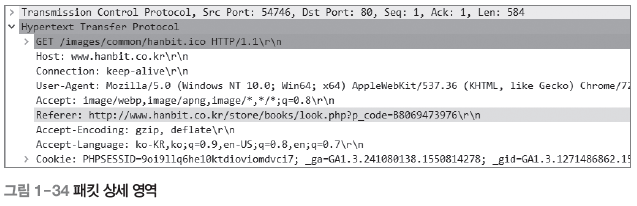 > Transmission Control Protocol, Src Port: 54746, Dst Port: 80, Seq: 1, Ack: 1, Len: 584
Hypertext Transfer Protocol
> GET /images/common/hanbit.ico HTTP/1.1\r\n
Host: www.hanbit.co.kr\r\n
Connection: keep-alive\r\n
User-Agent: Mozilla/5.0 (Windows NT 10.0; Win64; x64) AppleWebKit/537.36 (KHTML, like Gecko) Chrome/72
Accept: image/webp,image/apng,image/*,*/*;q=0.8\r\n
Referer: http://www.hanbit.co.kr/store/books/look.php?p_code=B8069473976\r\n
Accept-Encoding: gzip, deflate\r\n
Accept-Language: ko-KR,ko;q=0.9,en-US;q=0.8,en;q=0.7\r\n
> Cookie: PHPSESSID=9oi9llq6he10ktdioviomdvci7; _ga=GA1.3.241080138.1550814278; _gid=GA1.3.1271486862.15
그림 1-34 패킷 상세 영역